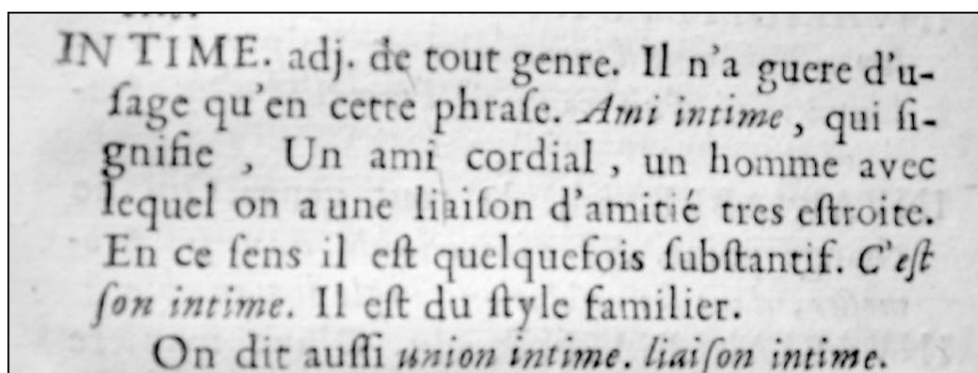 INTIME. adj. de tout genre. Il n'a guere d'u-
ſage qu'en cette phraſe. Ami intime, qui ſi-
gnifie, Un ami cordial, un homme avec
lequel on a une liaiſon d'amitié tres eſtroite.
En ce ſens il eſt quelquefois ſubſtantif. C'eſt
ſon intime. Il eſt du ſtyle familier.
On dit auſſi union intime. liaiſon intime.